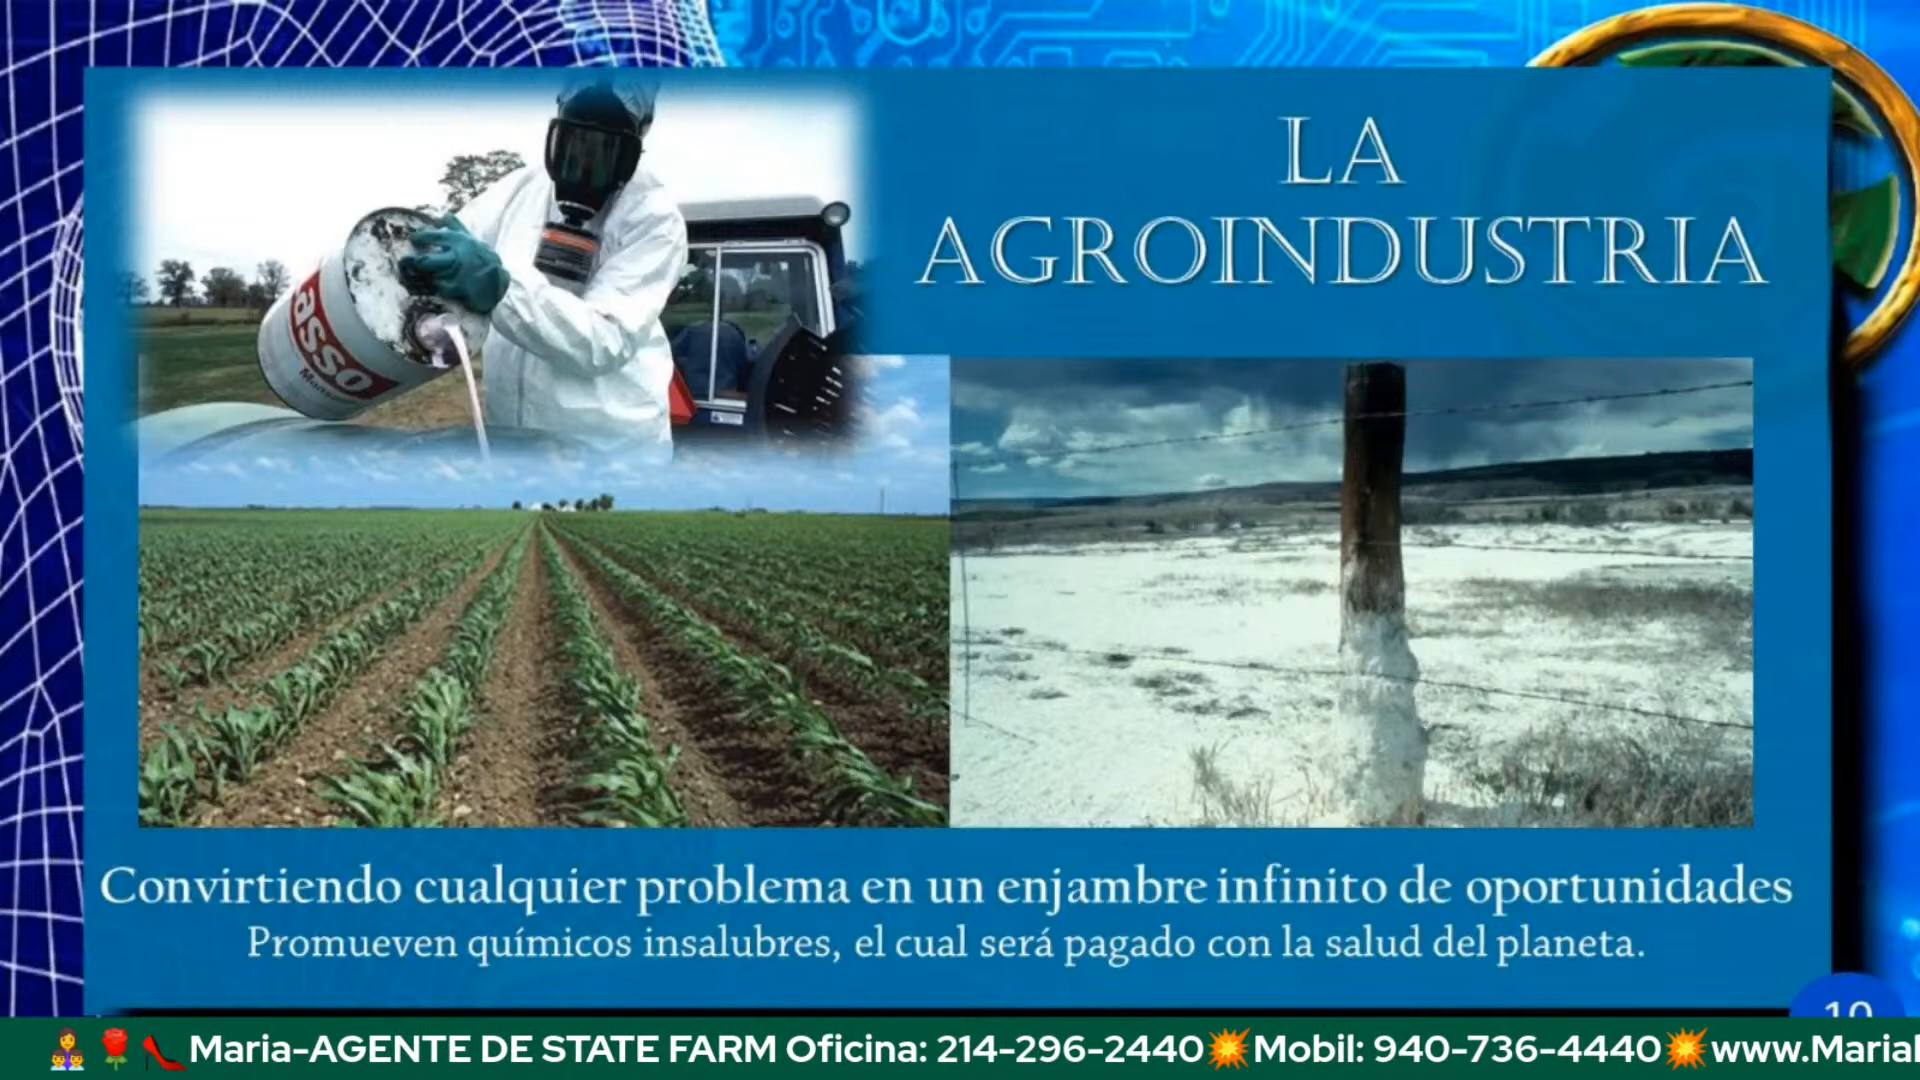 LA
AGROINDUSTRIA
asso
Convirtiendo cualquier problema en un enjambre infinito de oportunidades
Promueven químicos insalubres, el cual será pagado con la salud del planeta.
10
Maria-AGENTE DE STATE FARM Oficina: 214-296-2440💥Mobil: 940-736-4440💥www.Maria